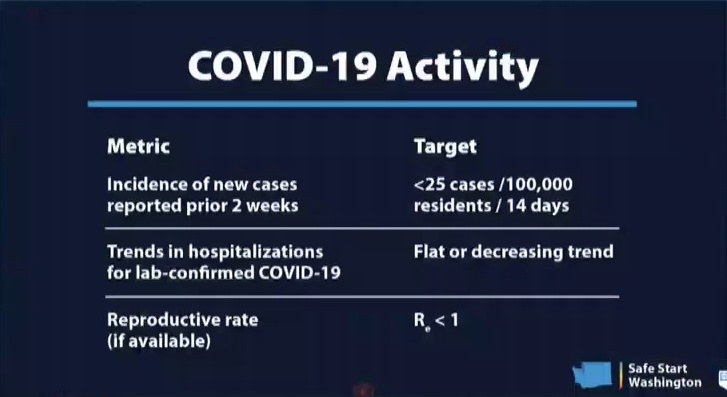 COVID-19 Activity
Metric
Target
Incidence of new cases
reported prior 2 weeks
<25 cases /100,000
residents / 14 days
Trends in hospitalizations
for lab-confirmed COVID-19
Flat or decreasing trend
Reproductive rate
(if available)
Re < 1
Safe Start
Washington